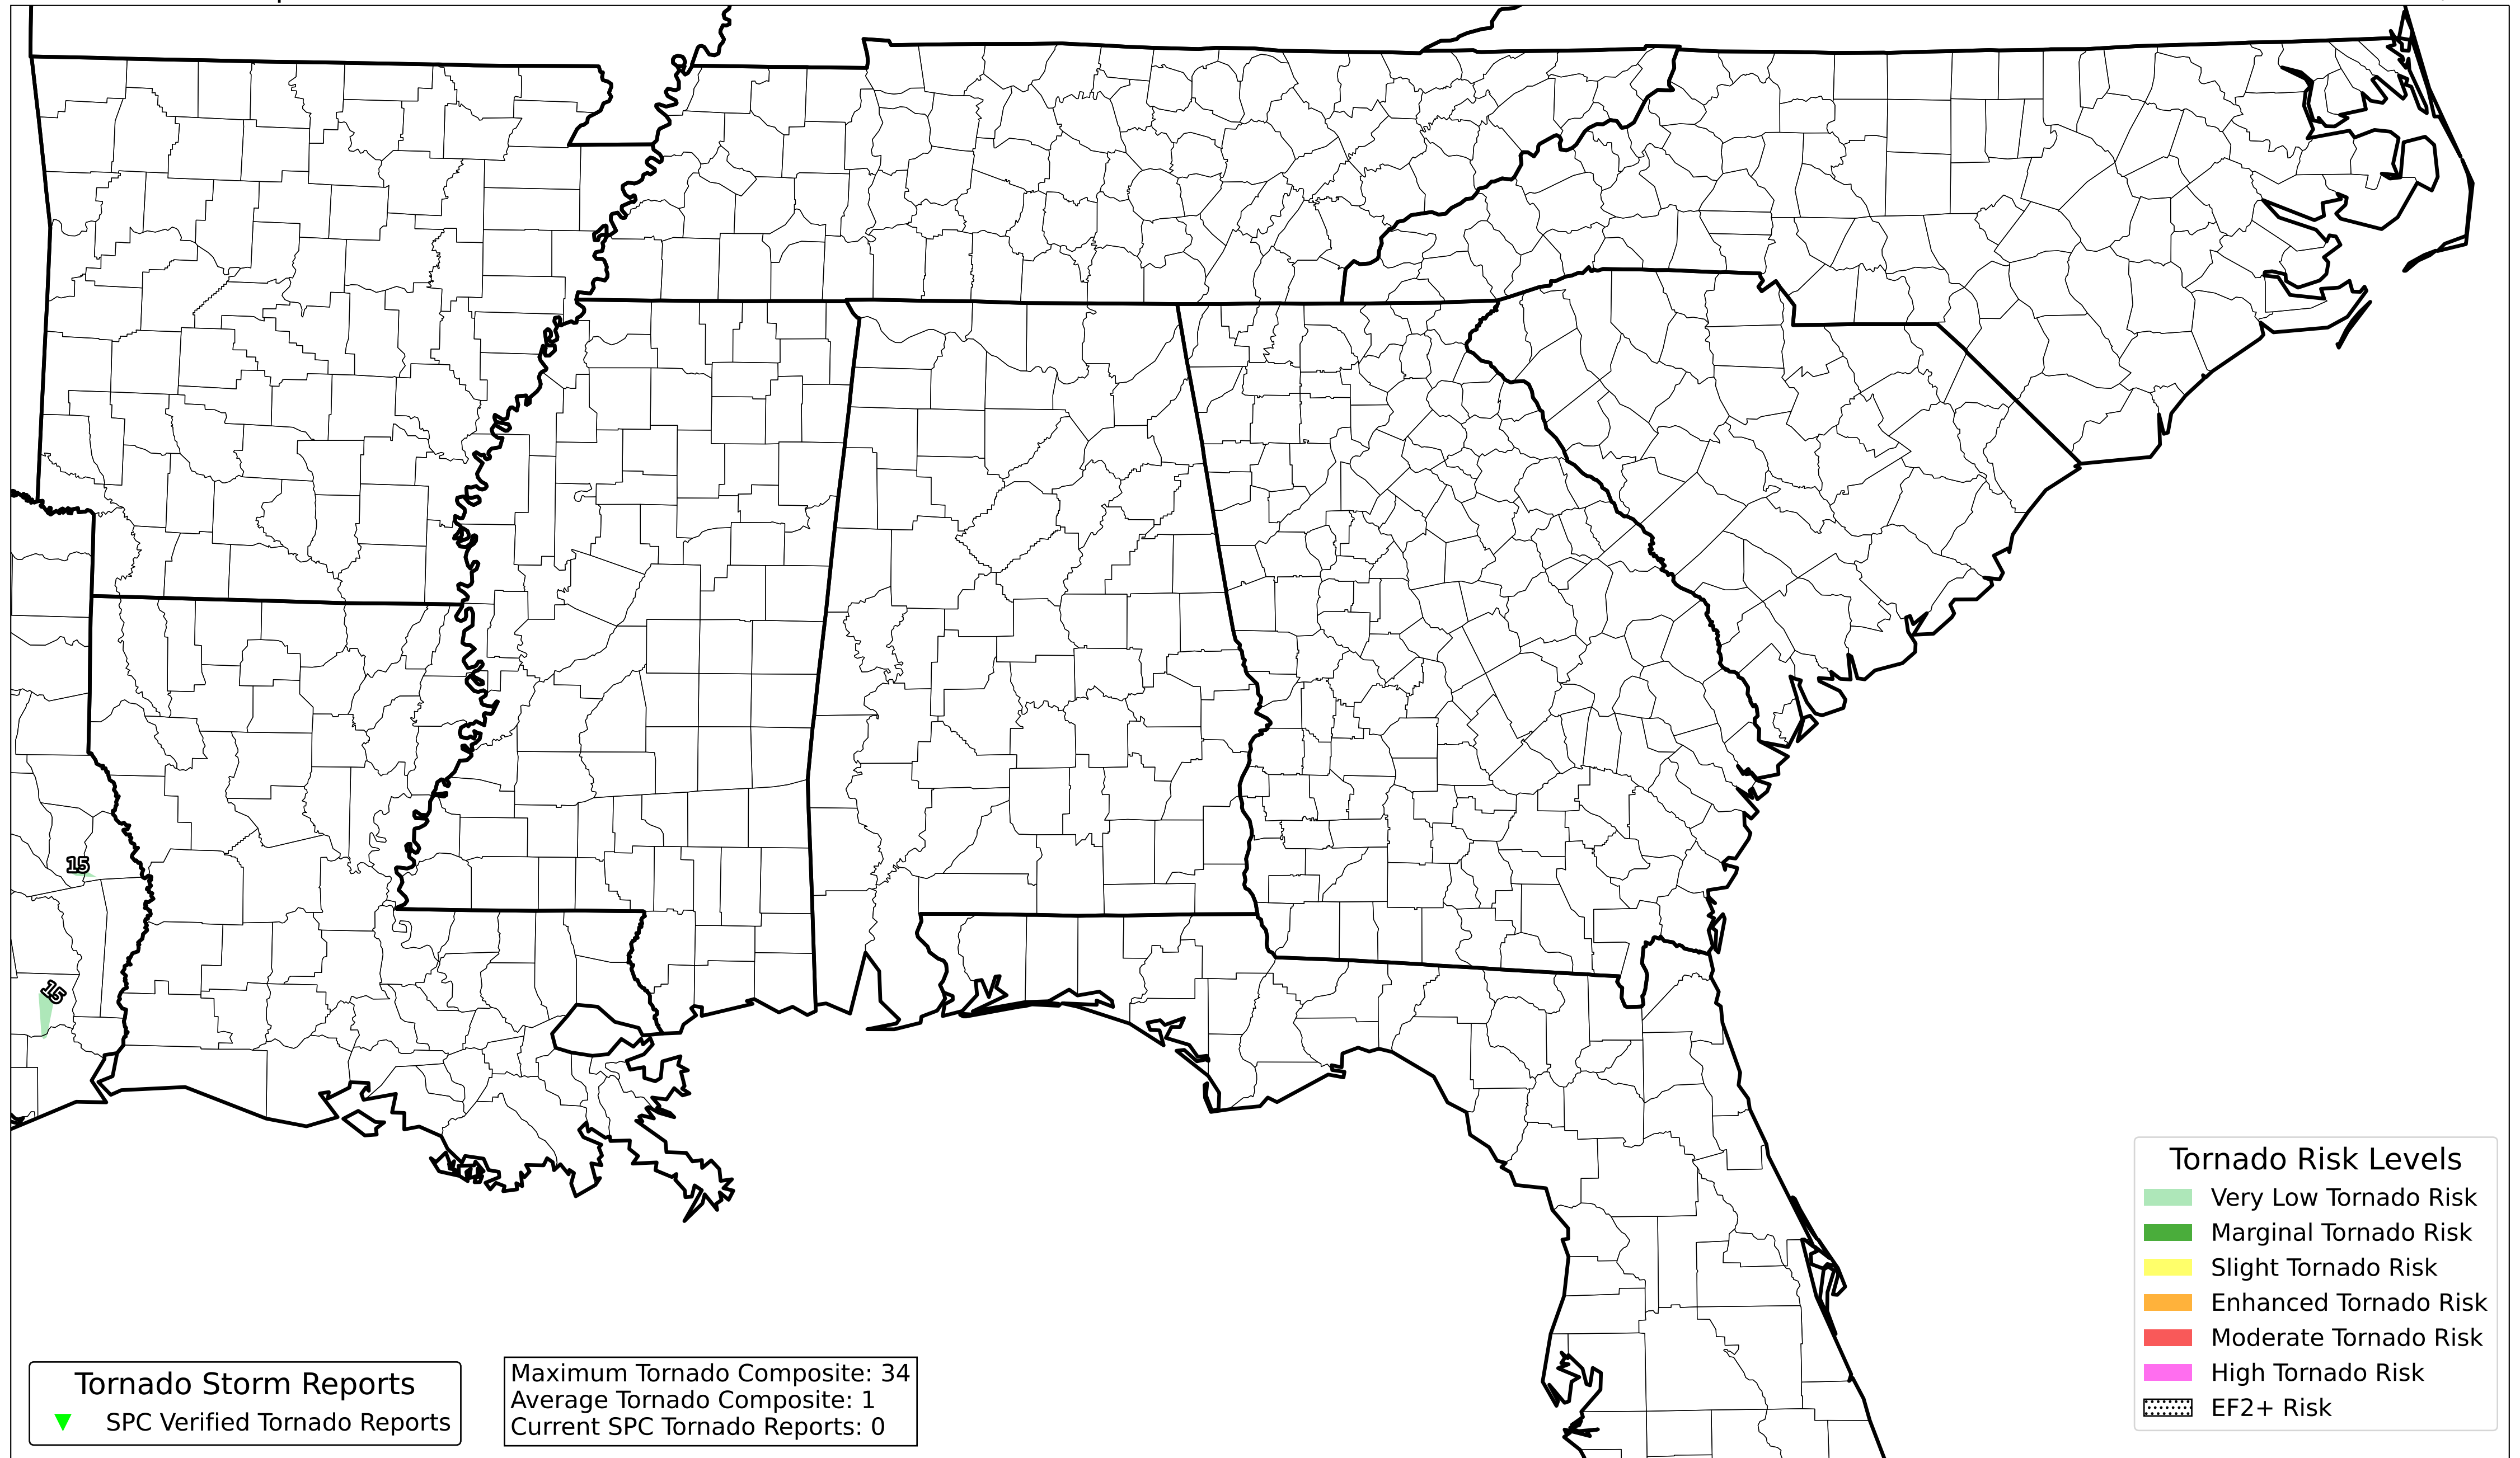 15
15
Tornado Risk Levels
Very Low Tornado Risk
Marginal Tornado Risk
Slight Tornado Risk
Enhanced Tornado Risk
Moderate Tornado Risk
High Tornado Risk
EF2+ Risk
Tornado Storm Reports
SPC Verified Tornado Reports
Maximum Tornado Composite: 34
Average Tornado Composite: 1
Current SPC Tornado Reports: 0